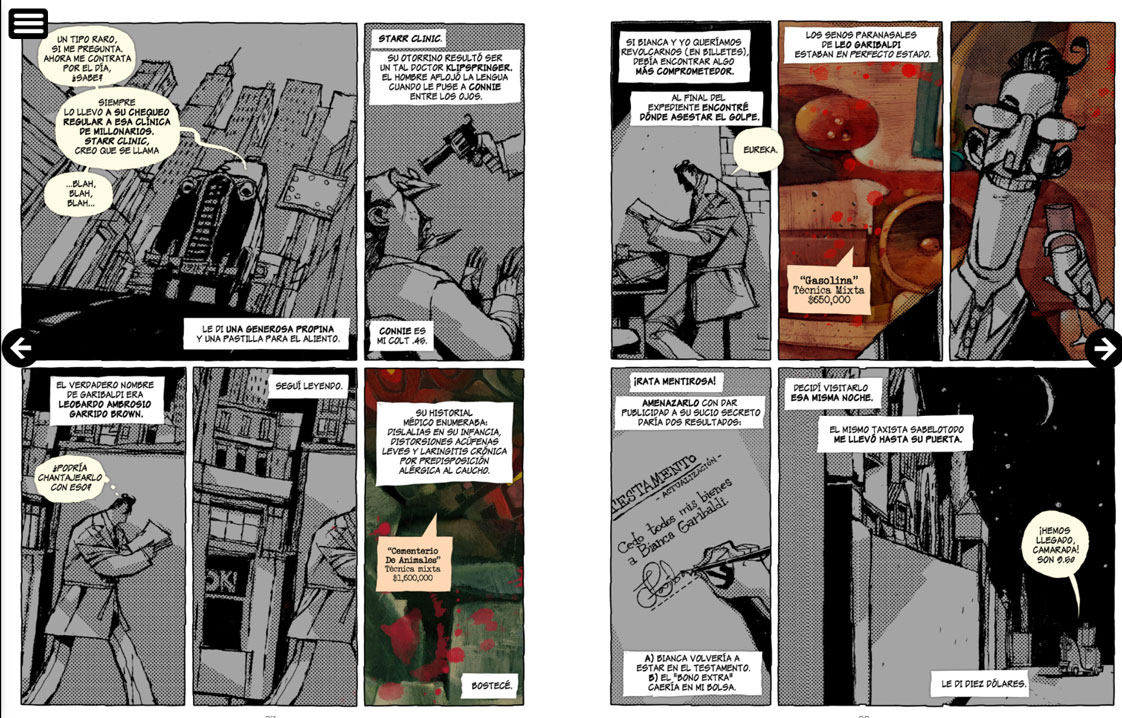 UN TIPO RARO,
SI ME PREGUNTA.
AHORA ME CONTRATA
POR EL DÍA,
¿SABE?
SIEMPRE
LO LLEVO A SU CHEQUEO
REGULAR A ESA CLÍNICA
DE MILLONARIOS.
STARR CLINIC,
CREO QUE SE LLAMA
...BLAH,
BLAH,
BLAH...
LE DI UNA GENEROSA PROPINA
Y UNA PASTILLA PARA EL ALIENTO.
STARR CLINIC.
SU OTORRINO RESULTÓ SER
UN TAL DOCTOR KLIPSPRINGER.
EL HOMBRE AFLOJÓ LA LENGUA
CUANDO LE PUSE A CONNIE
ENTRE LOS OJOS.
CONNIE ES
MI COLT .45.
EL VERDADERO NOMBRE
DE GARIBALDI ERA
LEOBARDO AMBROSIO
GARRIDO BROWN.
¿PODRÍA
CHANTAJEARLO
CON ESO?
SEGUÍ LEYENDO.
OK!
SU HISTORIAL
MÉDICO ENUMERABA:
DISLALIAS EN SU INFANCIA,
DISTORSIONES ACÚFENAS
LEVES Y LARINGITIS CRÓNICA
POR PREDISPOSICIÓN
ALÉRGICA AL CAUCHO.
"Cementerio
De Animales"
Técnica mixta
$1,500,000
BOSTECÉ.
SI BIANCA Y YO QUERÍAMOS
REVOLCARNOS (EN BILLETES),
DEBÍA ENCONTRAR ALGO
MÁS COMPROMETEDOR.
AL FINAL DEL
EXPEDIENTE ENCONTRÉ
DÓNDE ASESTAR EL GOLPE.
EUREKA.
LOS SENOS PARANASALES
DE LEO GARIBALDI
ESTABAN EN PERFECTO ESTADO.
"Gasolina"
Técnica Mixta
$650,000
¡RATA MENTIROSA!
AMENAZARLO CON DAR
PUBLICIDAD A SU SUCIO SECRETO
DARÍA DOS RESULTADOS:
TESTAMENTO
- ACTUALIZACIÓN -
Cedo todos mis bienes
a Bianca Garibaldi
A) BIANCA VOLVERÍA A
ESTAR EN EL TESTAMENTO.
B) EL "BONO EXTRA"
CAERÍA EN MI BOLSA.
DECIDÍ VISITARLO
ESA MISMA NOCHE.
EL MISMO TAXISTA SABELOTODO
ME LLEVÓ HASTA SU PUERTA.
¡HEMOS
LLEGADO,
CAMARADA!
SON 9.50
LE DI DIEZ DÓLARES.